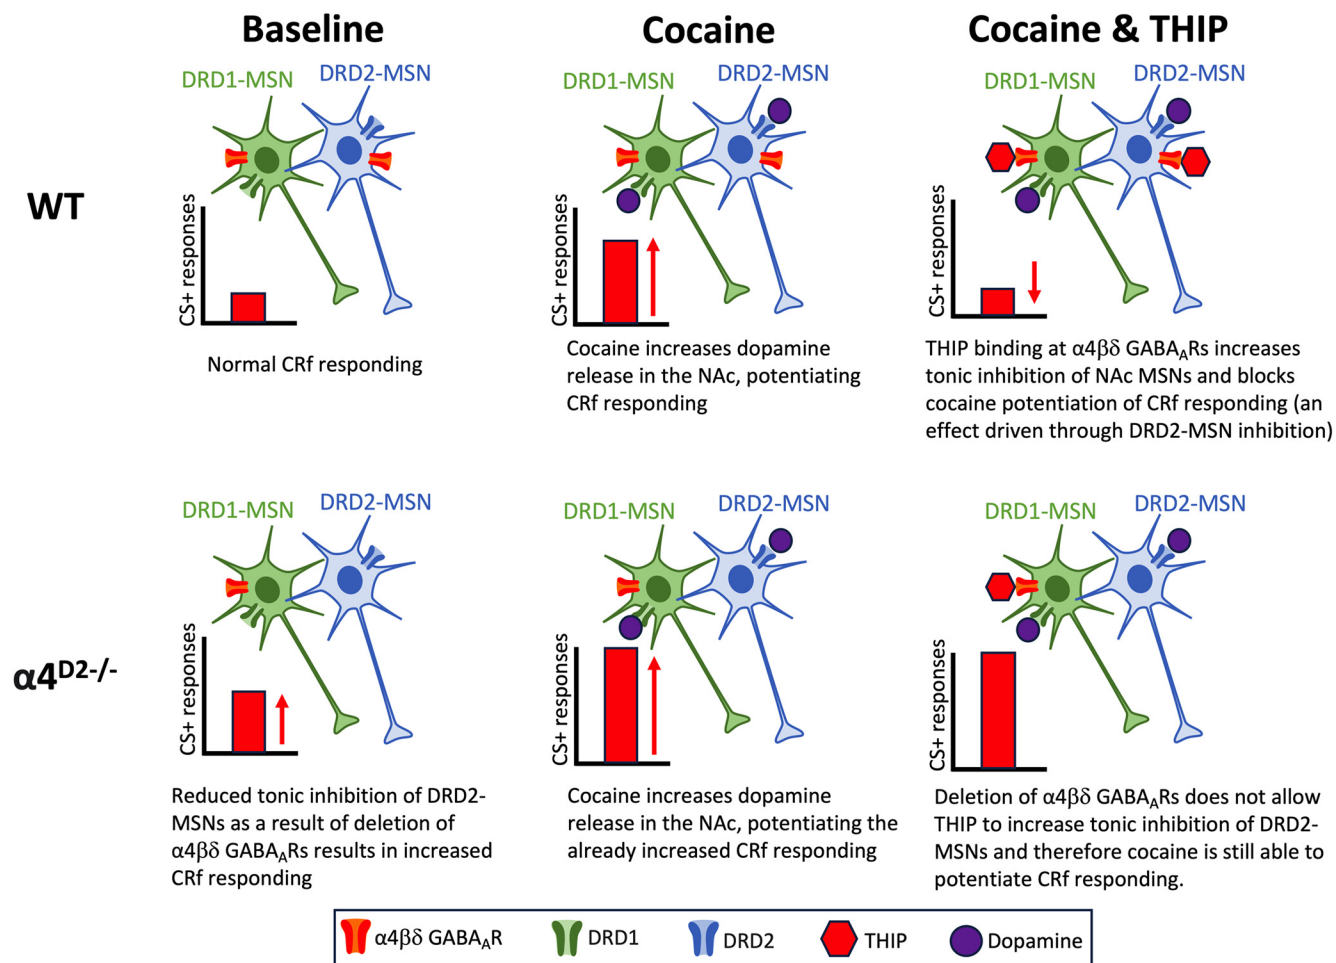 Baseline
Cocaine
Cocaine & THIP
WT
DRD1-MSN
DRD2-MSN
CS+ responses
Normal CRf responding
DRD1-MSN
DRD2-MSN
CS+ responses
Cocaine increases dopamine
release in the NAc, potentiating
CRf responding
DRD1-MSN
DRD2-MSN
CS+ responses
THIP binding at α4βδ GABAARs increases
tonic inhibition of NAc MSNs and blocks
cocaine potentiation of CRf responding (an
effect driven through DRD2-MSN inhibition)
α4D2-/-
DRD1-MSN
DRD2-MSN
CS+ responses
Reduced tonic inhibition of DRD2-
MSNs as a result of deletion of
α4βδ GABAARs results in increased
CRf responding
DRD1-MSN
DRD2-MSN
CS+ responses
Cocaine increases dopamine
release in the NAc, potentiating the
already increased CRf responding
DRD1-MSN
DRD2-MSN
CS+ responses
Deletion of α4βδ GABAARs does not allow
THIP to increase tonic inhibition of DRD2-
MSNs and therefore cocaine is still able to
potentiate CRf responding.
α4βδ GABAAR
DRD1
DRD2
THIP
Dopamine